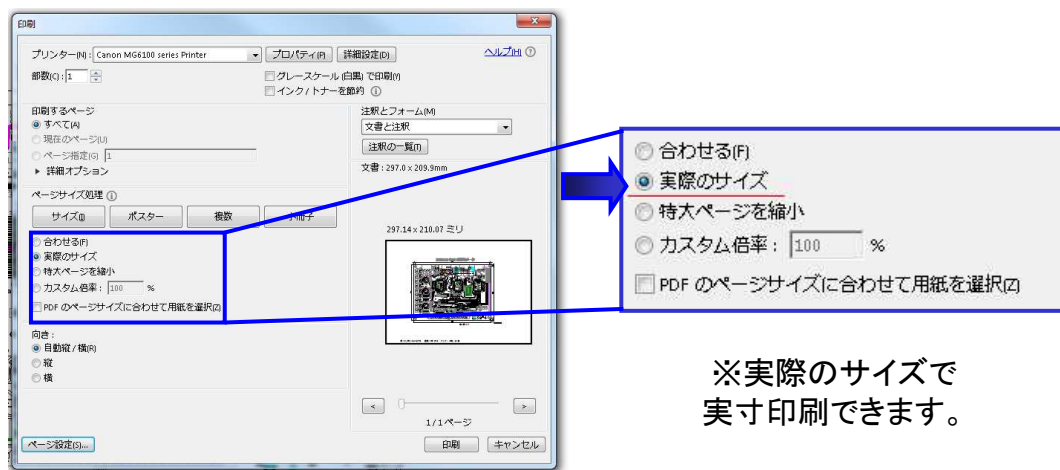 印刷
プリンター(N): Canon MG6100 series Printer プロパティ(P) 詳細設定(D) ヘルプ(H)
部数(C): 1 グレースケール (白黒) で印刷(Y)
インク / トナーを節約
印刷するページ
すべて(A)
現在のページ(U)
ページ指定(G) 1
詳細オプション
注釈とフォーム(M)
文書と注釈
注釈の一覧(T)
文書 : 297.0 x 209.9mm
ページサイズ処理
サイズ(I) ポスター 複数 小冊子
合わせる(F)
実際のサイズ
特大ページを縮小
カスタム倍率 : 100 %
PDF のページサイズに合わせて用紙を選択(Z)
297.14 x 210.07 ミリ
向き :
自動縦 / 横(R)
縦
横
< >
1/1ページ
ページ設定(S)... 印刷 キャンセル
合わせる(F)
実際のサイズ
特大ページを縮小
カスタム倍率 : 100 %
PDF のページサイズに合わせて用紙を選択(Z)
※実際のサイズで
実寸印刷できます。